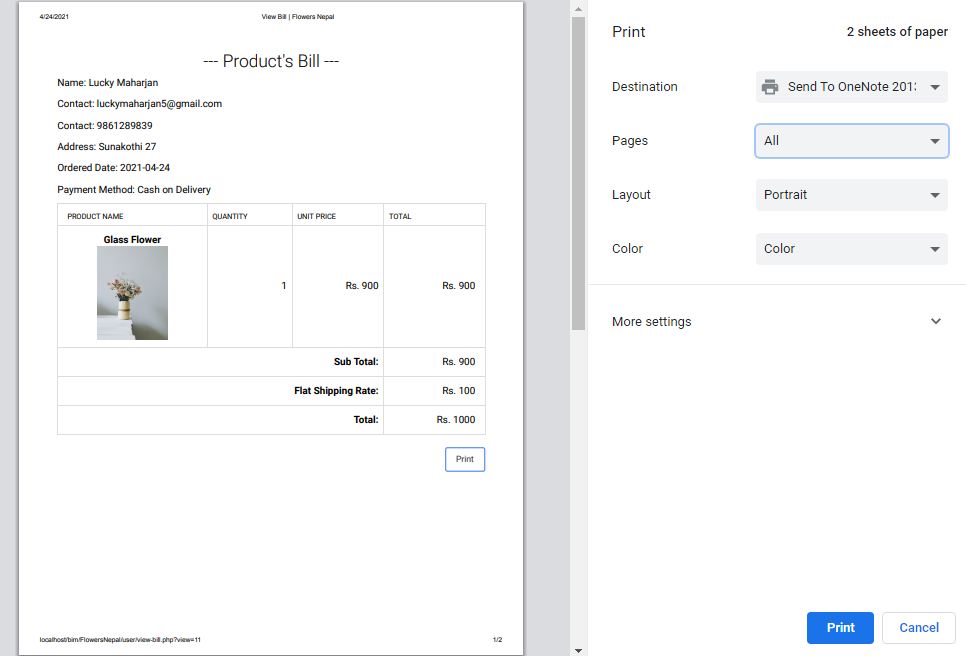 4/24/2021 View Bill | Flowers Nepal
--- Product's Bill ---
Name: Lucky Maharjan
Contact: luckymaharjan5@gmail.com
Contact: 9861289839
Address: Sunakothi 27
Ordered Date: 2021-04-24
Payment Method: Cash on Delivery
PRODUCT NAME QUANTITY UNIT PRICE TOTAL
Glass Flower
1 Rs. 900 Rs. 900
Sub Total: Rs. 900
Flat Shipping Rate: Rs. 100
Total: Rs. 1000
Print
localhost/bim/FlowersNepal/user/view-bill.php?view=11 1/2
Print 2 sheets of paper
Destination Send To OneNote 2013
Pages All
Layout Portrait
Color Color
More settings
Print Cancel